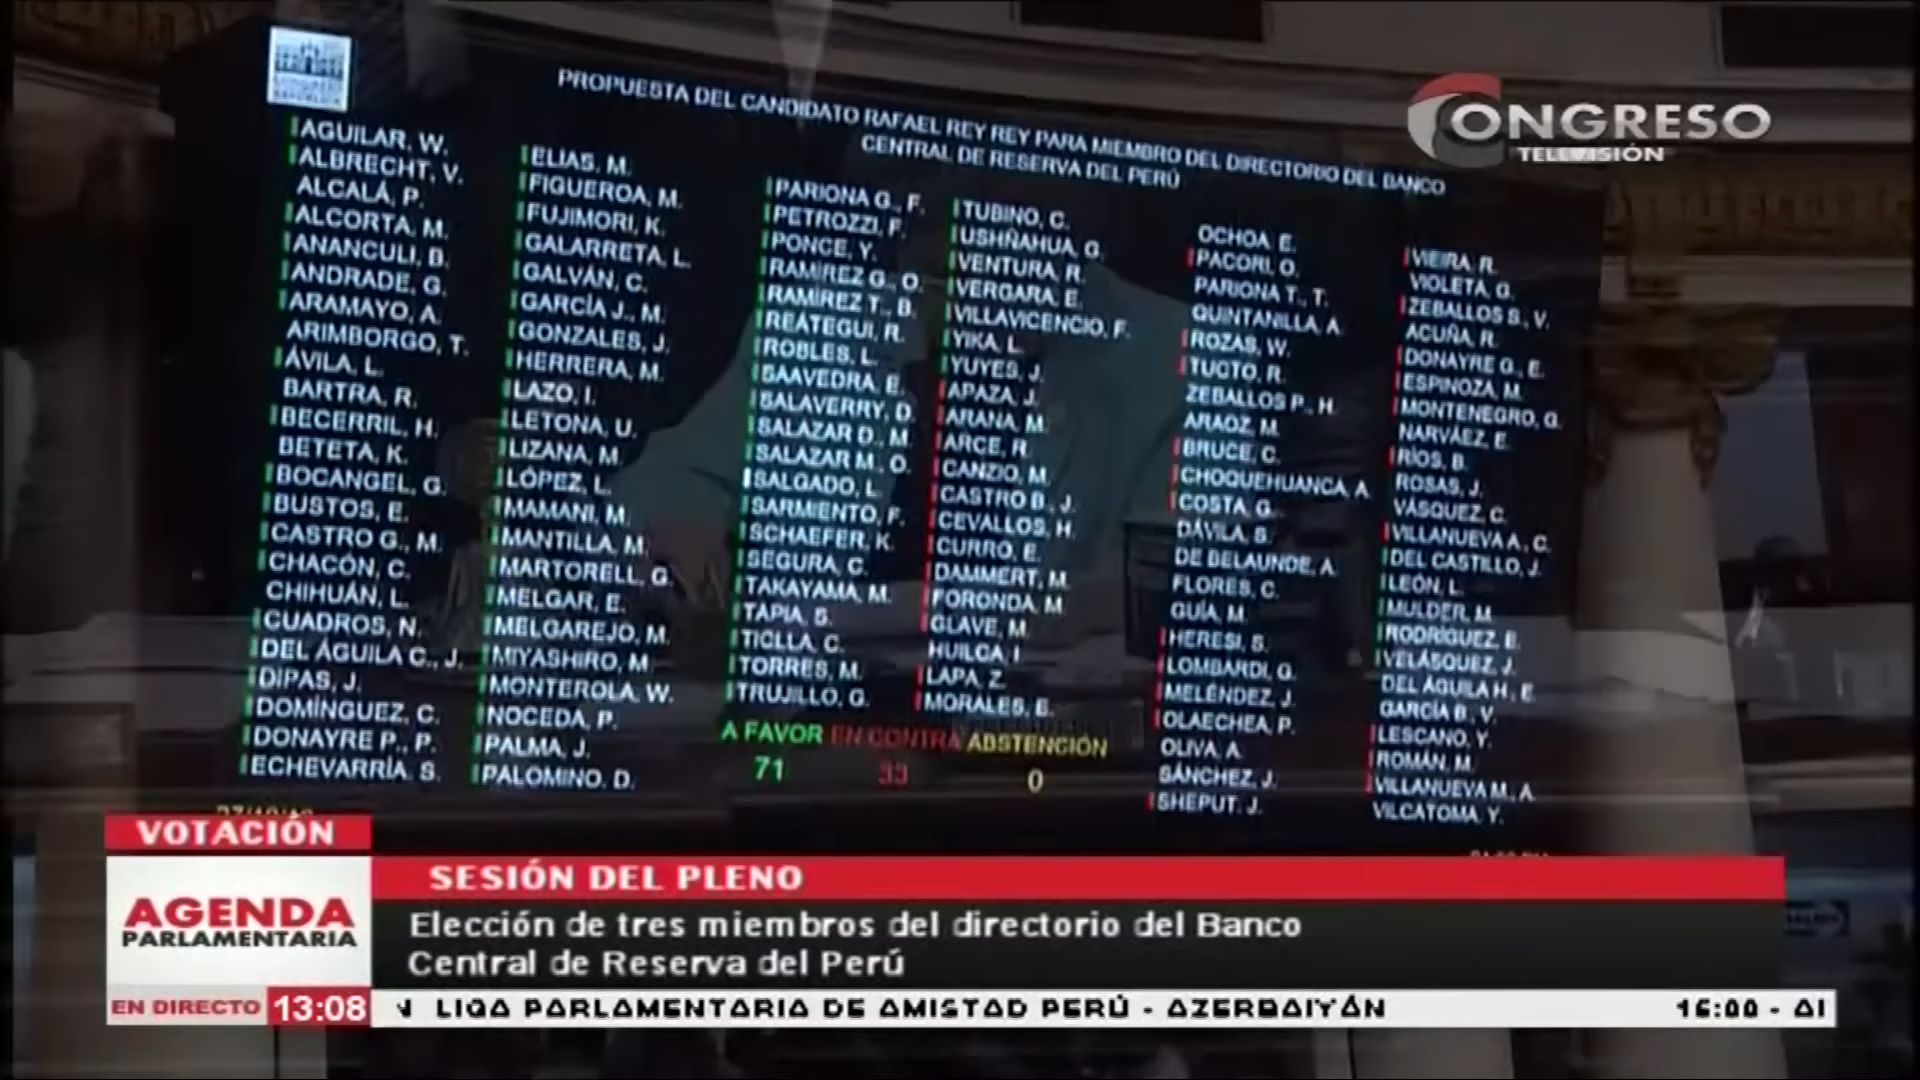 CONGRESO
TELEVISIÓN
PROPUESTA DEL CANDIDATO RAFAEL REY REY PARA MIEMBRO DEL DIRECTORIO DEL BANCO
CENTRAL DE RESERVA DEL PERÚ
AGUILAR, W.
ALBRECHT, V.
ALCALÁ, P.
ALCORTA, M.
ANANCULI, B.
ANDRADE, G.
ARAMAYO, A.
ARIMBORGO, T.
ÁVILA, L.
BARTRA, R.
BECERRIL, H.
BETETA, K.
BOCANGEL, G.
BUSTOS, E.
CASTRO G., M.
CHACÓN, C.
CHIHUÁN, L.
CUADROS, N.
DEL ÁGUILA C., J.
DIPAS, J.
DOMÍNGUEZ, C.
DONAYRE P., P.
ECHEVARRÍA. S.
ELIAS, M.
FIGUEROA, M.
FUJIMORI, K.
GALARRETA, L.
GALVÁN, C.
GARCÍA J., M.
GONZALES, J.
HERRERA, M.
LAZO, I.
LETONA, U.
LIZANA, M.
LÓPEZ, L.
MAMANI, M.
MANTILLA, M.
MARTORELL, G.
MELGAR, E.
MELGAREJO, M.
MIYASHIRO, M
MONTEROLA, W.
NOCEDA, P.
PALMA, J.
PALOMINO, D.
PARIONA G., F.
PETROZZI, F.
PONCE, Y.
RAMÍREZ G., O.
RAMÍREZ T., B.
REÁTEGUI, R.
ROBLES, L.
SAAVEDRA, E.
SALAVERRY, D.
SALAZAR D., M.
SALAZAR M., O.
SALGADO, L.
SARMIENTO, F.
SCHAEFER, K.
SEGURA, C.
TAKAYAMA, M.
TAPIA, S.
TICLLA, C.
TORRES, M.
TRUJILLO, G.
TUBINO, C.
USHÑAHUA, G.
VENTURA, R.
VERGARA, E.
VILLAVICENCIO, F.
YIKA, L.
YUYES, J.
APAZA, J.
ARANA, M.
ARCE, R.
CANZIO, M.
CASTRO B., J.
CEVALLOS, H.
CURRO, E.
DAMMERT, M.
FORONDA, M.
GLAVE, M.
HUILCA, I.
LAPA, Z.
MORALES, E.
OCHOA, E.
PACORI, O.
PARIONA T., T.
QUINTANILLA, A.
ROZAS, W.
TUCTO, R.
ZEBALLOS P., H.
ARAOZ, M.
BRUCE, C.
CHOQUEHUANCA, A.
COSTA, G.
DÁVILA, S.
DE BELAUNDE, A.
FLORES, C.
GUÍA, M.
HERESI, S.
LOMBARDI, G.
MELÉNDEZ, J.
OLAECHEA, P.
OLIVA, A.
SÁNCHEZ, J.
SHEPUT. J.
VIEIRA, R.
VIOLETA, G.
ZEBALLOS S., V.
ACUÑA, R.
DONAYRE G., E.
ESPINOZA, M.
MONTENEGRO, G.
NARVÁEZ, E.
RÍOS, B.
ROSAS, J.
VÁSQUEZ, C.
VILLANUEVA A., C.
DEL CASTILLO, J.
LEÓN, L.
MULDER, M.
RODRÍGUEZ, E.
VELÁSQUEZ, J.
DEL ÁGUILA H., E.
GARCÍA B., V.
LESCANO, Y.
ROMÁN, M.
VILLANUEVA M., A.
VILCATOMA. Y.
A FAVOR EN CONTRA ABSTENCIÓN
71 33 0
VOTACIÓN
SESIÓN DEL PLENO
AGENDA
PARLAMENTARIA
Elección de tres miembros del directorio del Banco
Central de Reserva del Perú
EN DIRECTO 13:08
LIGA PARLAMENTARIA DE AMISTAD PERÚ - AZERBAIYÁN 16:00 -